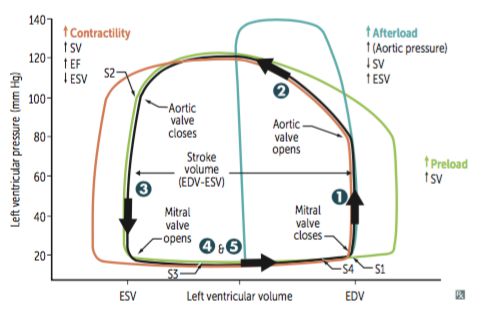 140
120
100
80
60
40
20
Left ventricular pressure (mm Hg)
↑ Contractility
↑ SV
↑ EF
↓ ESV
S2
↑ Afterload
↑ (Aortic pressure)
↓ SV
↑ ESV
2
Aortic
valve
closes
Aortic
valve
opens
Stroke
volume
(EDV-ESV)
↑ Preload
↑ SV
3
1
Mitral
valve
opens
4 & 5
Mitral
valve
closes
S3
S4
S1
ESV
Left ventricular volume
EDV